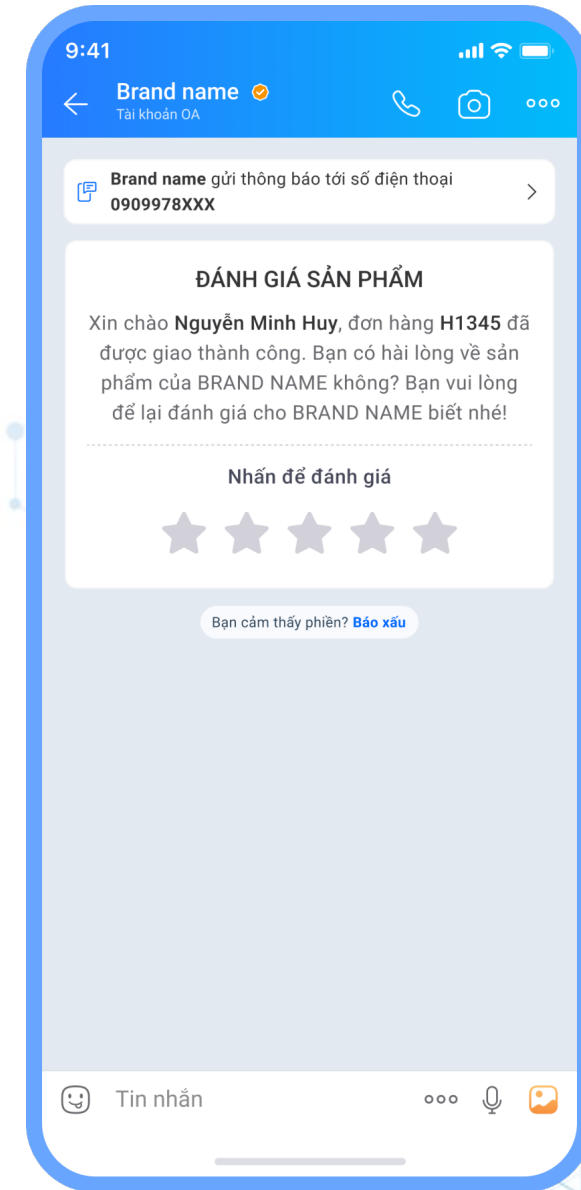 9:41
Brand name
Tài khoản OA
Brand name gửi thông báo tới số điện thoại
0909978XXX
ĐÁNH GIÁ SẢN PHẨM
Xin chào Nguyễn Minh Huy, đơn hàng H1345 đã
được giao thành công. Bạn có hài lòng về sản
phẩm của BRAND NAME không? Bạn vui lòng
để lại đánh giá cho BRAND NAME biết nhé!
Nhấn để đánh giá
Bạn cảm thấy phiền? Báo xấu
Tin nhắn